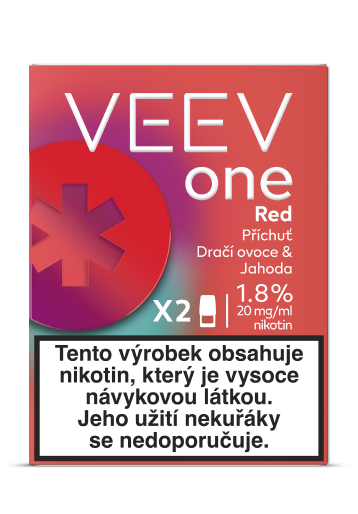 VEEV
one
Red
Příchuť
Dračí ovoce &
Jahoda
X2
1.8%
20 mg/ml
nikotin
Tento výrobek obsahuje
nikotin, který je vysoce
návykovou látkou.
Jeho užití nekuřáky
se nedoporučuje.